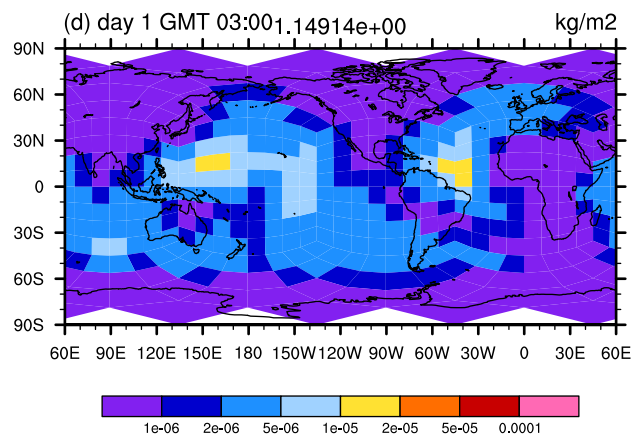 (d) day 1 GMT 03:00 1.14914e+00 kg/m2
90N
60N
30N
0
30S
60S
90S
60E 90E 120E 150E 180 150W 120W 90W 60W 30W 0 30E 60E
1e-06 2e-06 5e-06 1e-05 2e-05 5e-05 0.0001